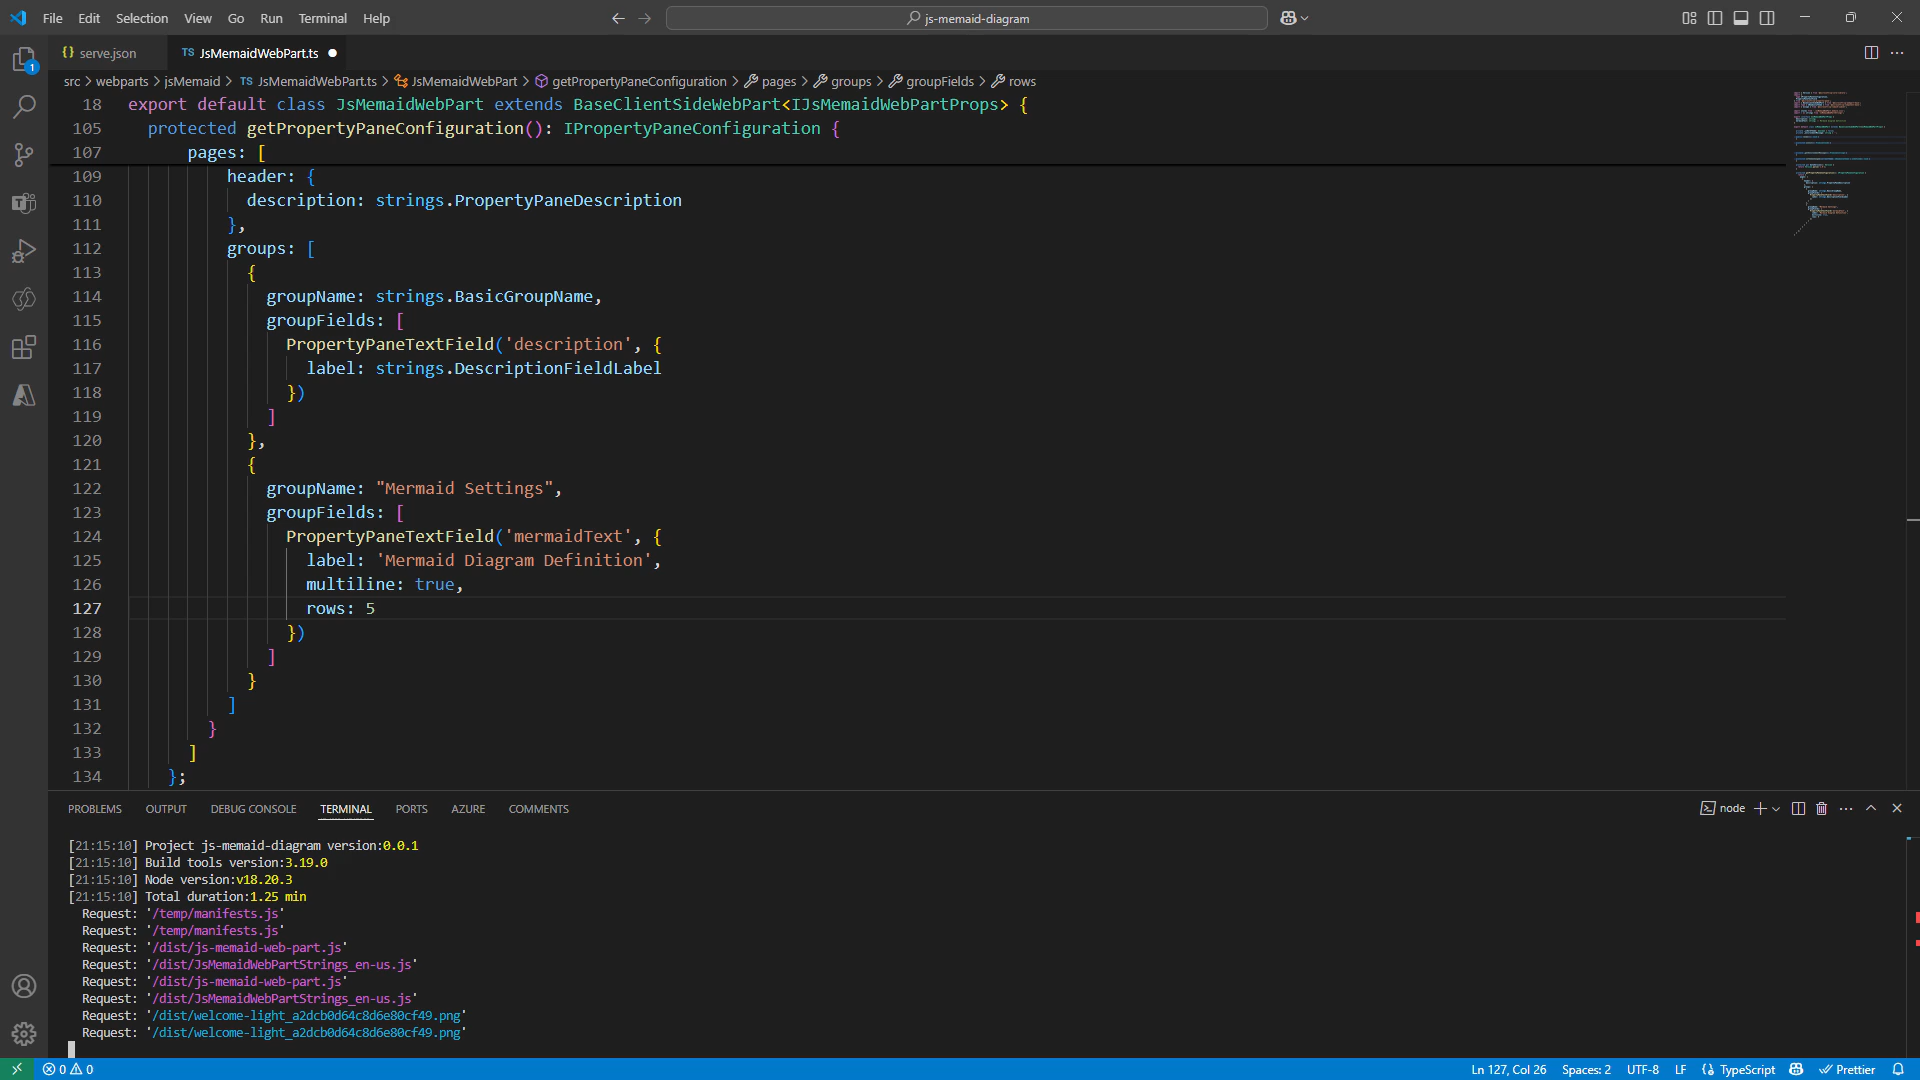 File Edit Selection View Go Run Terminal Help
js-memaid-diagram
serve.json
TS JsMemaidWebPart.ts
src > webparts > jsMemaid > TS JsMemaidWebPart.ts > JsMemaidWebPart > getPropertyPaneConfiguration > pages > groups > groupFields > rows
18 export default class JsMemaidWebPart extends BaseClientSideWebPart<IJsMemaidWebPartProps> {
105 protected getPropertyPaneConfiguration(): IPropertyPaneConfiguration {
107 pages: [
109 header: {
110 description: strings.PropertyPaneDescription
111 },
112 groups: [
113 {
114 groupName: strings.BasicGroupName,
115 groupFields: [
116 PropertyPaneTextField('description', {
117 label: strings.DescriptionFieldLabel
118 })
119 ]
120 },
121 {
122 groupName: "Mermaid Settings",
123 groupFields: [
124 PropertyPaneTextField('mermaidText', {
125 label: 'Mermaid Diagram Definition',
126 multiline: true,
127 rows: 5
128 })
129 ]
130 }
131 ]
132 }
133 ]
134 };
PROBLEMS OUTPUT DEBUG CONSOLE TERMINAL PORTS AZURE COMMENTS
node
[21:15:10] Project js-memaid-diagram version:0.0.1
[21:15:10] Build tools version:3.19.0
[21:15:10] Node version:v18.20.3
[21:15:10] Total duration:1.25 min
Request: '/temp/manifests.js'
Request: '/temp/manifests.js'
Request: '/dist/js-memaid-web-part.js'
Request: '/dist/JsMemaidWebPartStrings_en-us.js'
Request: '/dist/js-memaid-web-part.js'
Request: '/dist/JsMemaidWebPartStrings_en-us.js'
Request: '/dist/welcome-light_a2dcb0d64c8d6e80cf49.png'
Request: '/dist/welcome-light_a2dcb0d64c8d6e80cf49.png'
0 0 Ln 127, Col 26 Spaces: 2 UTF-8 LF {} TypeScript Prettier
1